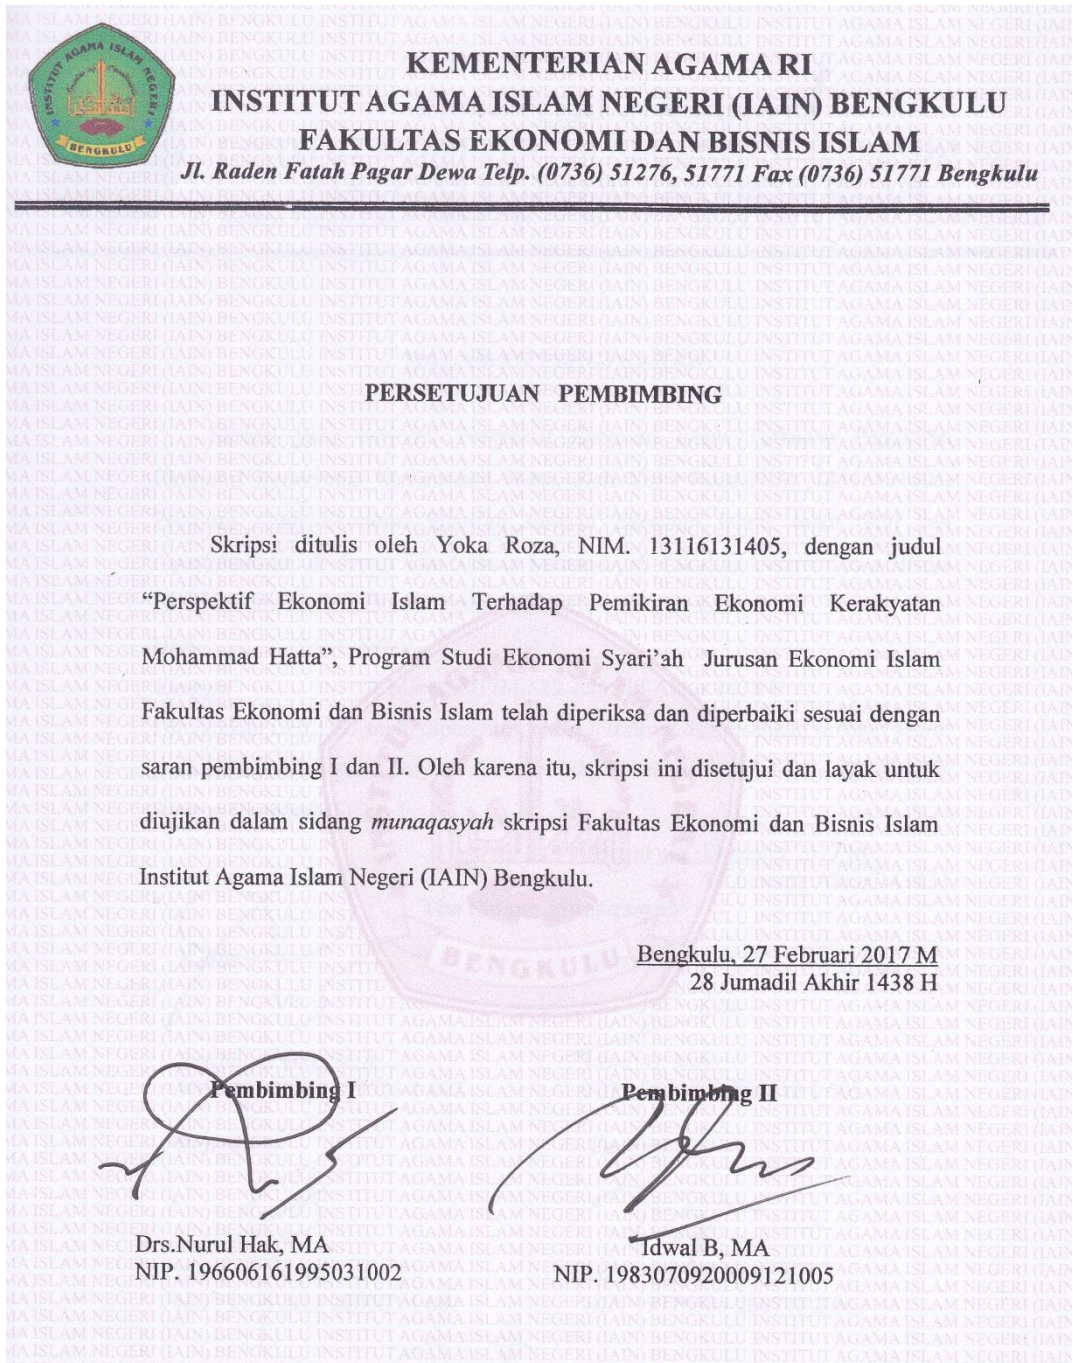 INSTITUT AGAMA ISLAM NEGERI
BENGKULU
KEMENTERIAN AGAMA RI
INSTITUT AGAMA ISLAM NEGERI (IAIN) BENGKULU
FAKULTAS EKONOMI DAN BISNIS ISLAM
Jl. Raden Fatah Pagar Dewa Telp. (0736) 51276, 51771 Fax (0736) 51771 Bengkulu
PERSETUJUAN PEMBIMBING
Skripsi ditulis oleh Yoka Roza, NIM. 13116131405, dengan judul
“Perspektif Ekonomi Islam Terhadap Pemikiran Ekonomi Kerakyatan
Mohammad Hatta”, Program Studi Ekonomi Syari’ah Jurusan Ekonomi Islam
Fakultas Ekonomi dan Bisnis Islam telah diperiksa dan diperbaiki sesuai dengan
saran pembimbing I dan II. Oleh karena itu, skripsi ini disetujui dan layak untuk
diujikan dalam sidang munaqasyah skripsi Fakultas Ekonomi dan Bisnis Islam
Institut Agama Islam Negeri (IAIN) Bengkulu.
Bengkulu, 27 Februari 2017 M
28 Jumadil Akhir 1438 H
Pembimbing I
Pembimbing II
Drs.Nurul Hak, MA
NIP. 196606161995031002
Idwal B, MA
NIP. 1983070920009121005